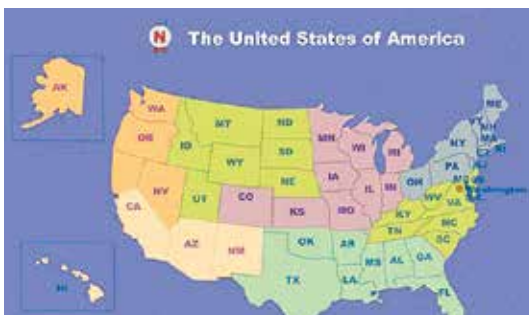 N The United States of America
AK
WA
MT
ND
ME
OR
ID
MN
VT
NH
WI
MI
NY
MA
SD
WY
IA
PA
NE
NV
UT
IL
IN
OH
CO
WV
Washington
CA
KS
MO
KY
VA
NC
TN
AZ
NM
OK
AR
SC
MS
AL
GA
TX
LA
HI
FL